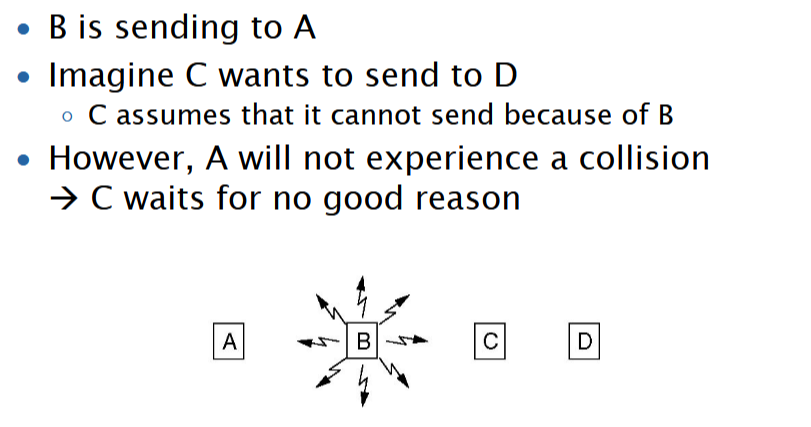 • B is sending to A
• Imagine C wants to send to D
◦ C assumes that it cannot send because of B
• However, A will not experience a collision
→ C waits for no good reason
A B C D